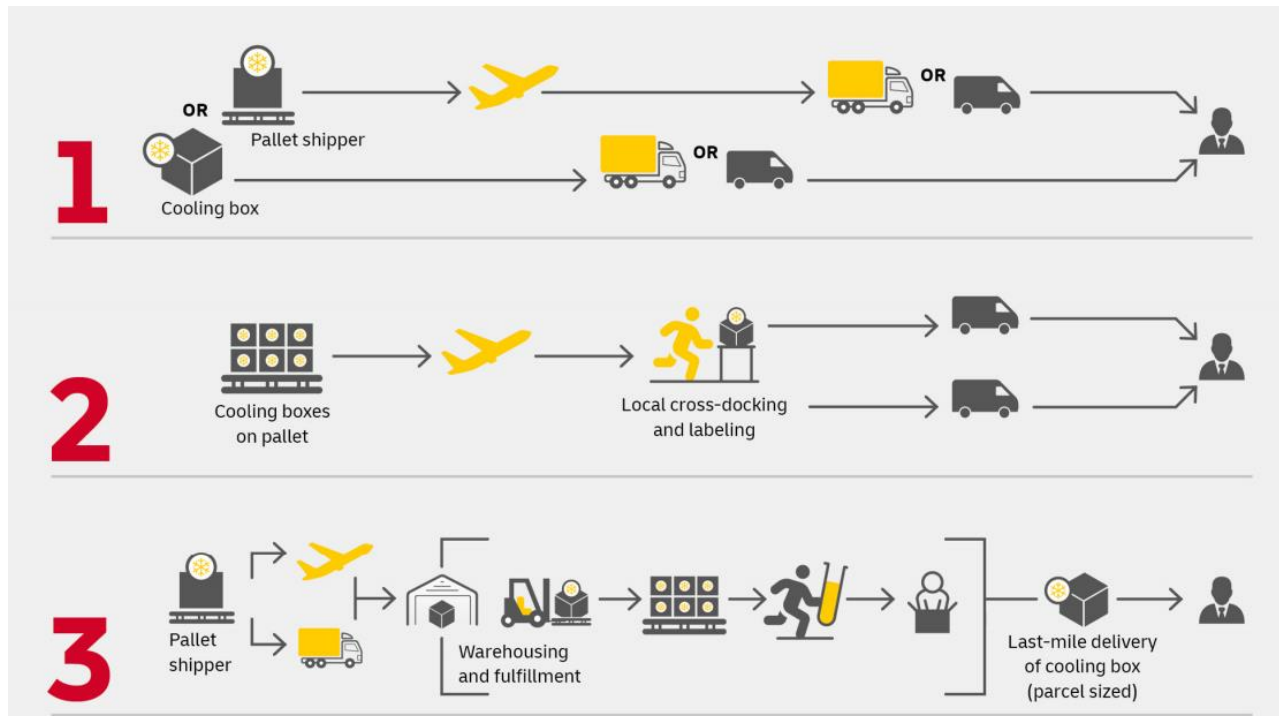 1
OR
Pallet shipper
Cooling box
OR
OR
2
Cooling boxes
on pallet
Local cross-docking
and labeling
3
Pallet
shipper
Warehousing
and fulfillment
Last-mile delivery
of cooling box
(parcel sized)